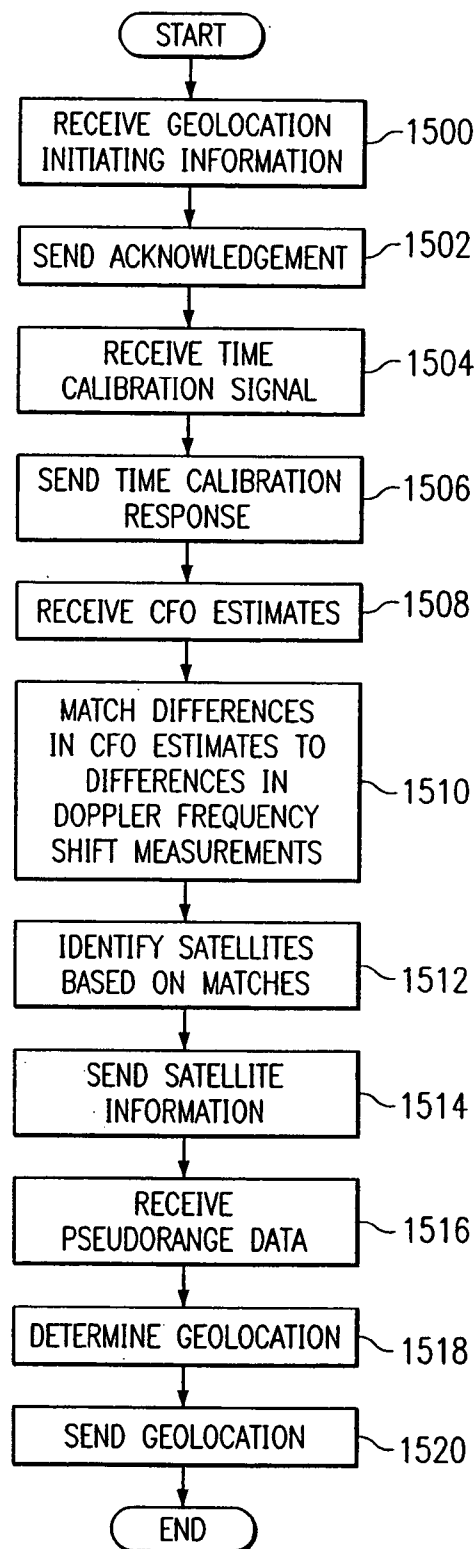 START
RECEIVE GEOLOCATION
INITIATING INFORMATION
1500
SEND ACKNOWLEDGEMENT
1502
RECEIVE TIME
CALIBRATION SIGNAL
1504
SEND TIME CALIBRATION
RESPONSE
1506
RECEIVE CFO ESTIMATES
1508
MATCH DIFFERENCES
IN CFO ESTIMATES TO
DIFFERENCES IN
DOPPLER FREQUENCY
SHIFT MEASUREMENTS
1510
IDENTIFY SATELLITES
BASED ON MATCHES
1512
SEND SATELLITE
INFORMATION
1514
RECEIVE
PSEUDORANGE DATA
1516
DETERMINE GEOLOCATION
1518
SEND GEOLOCATION
1520
END